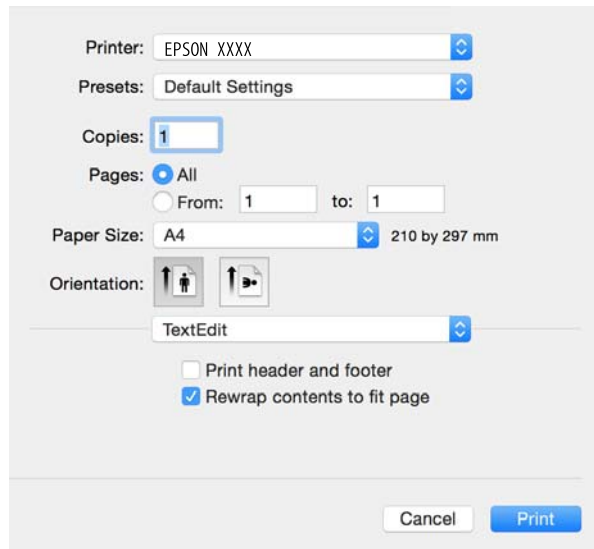 Printer: EPSON XXXX
Presets: Default Settings
Copies: 1
Pages: All
From: 1 to: 1
Paper Size: A4 210 by 297 mm
Orientation:
TextEdit
Print header and footer
Rewrap contents to fit page
Cancel Print